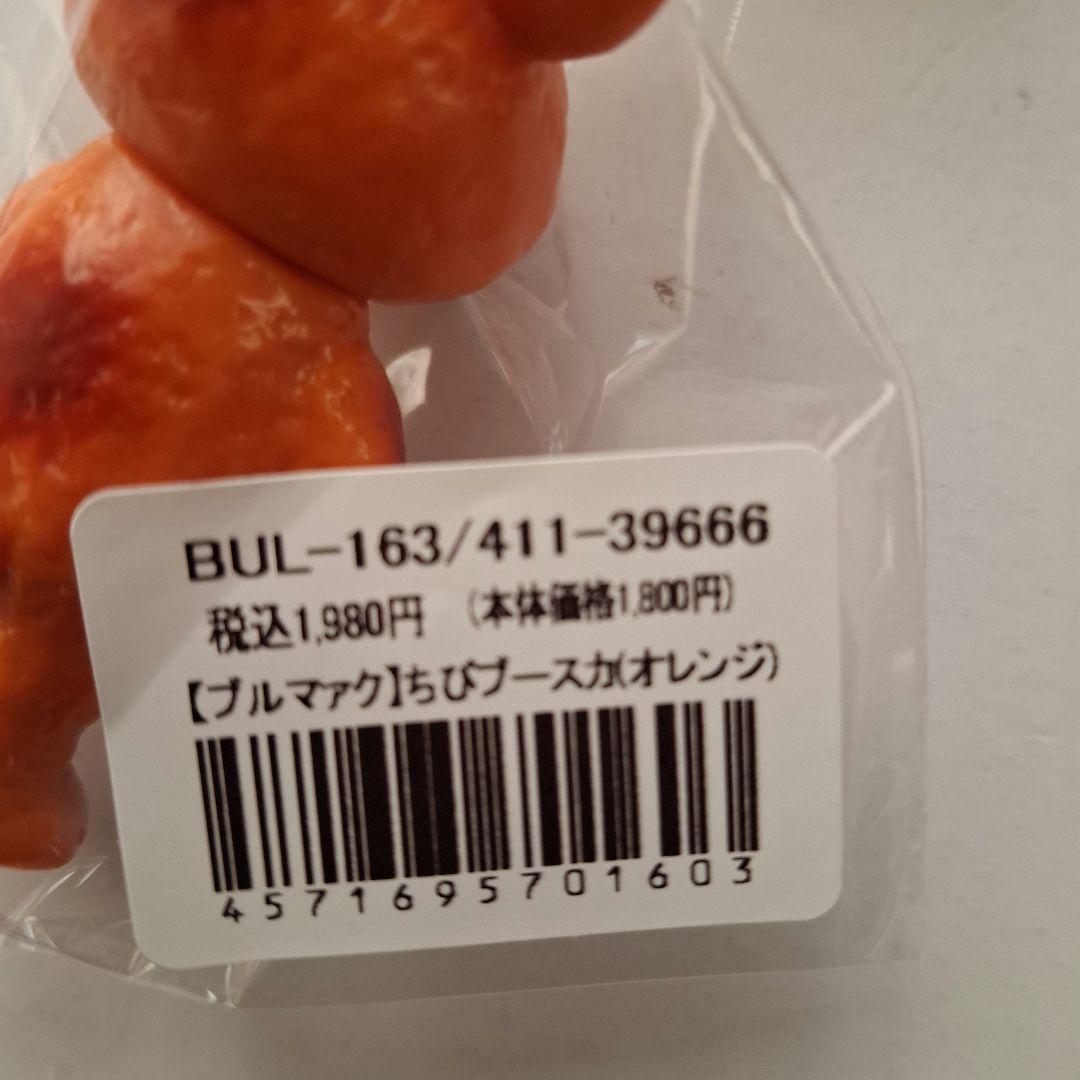 BUL-163/411-39666
税込1,980円 (本体価格1,800円)
【ブルマァク】ちびブースカ(オレンジ)
4571695701603